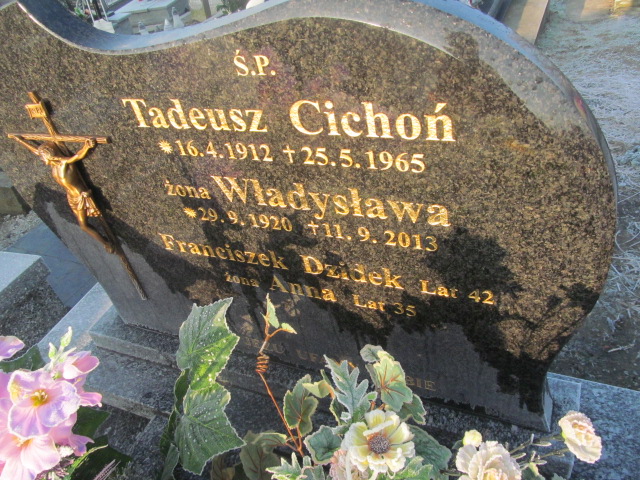 Ś.P.
Tadeusz Cichoń
*16.4.1912 †25.5.1965
żona Władysława
*29.9.1920 †11.9.2013
Franciszek Dzidek Lat 42
żona Anna Lat 35